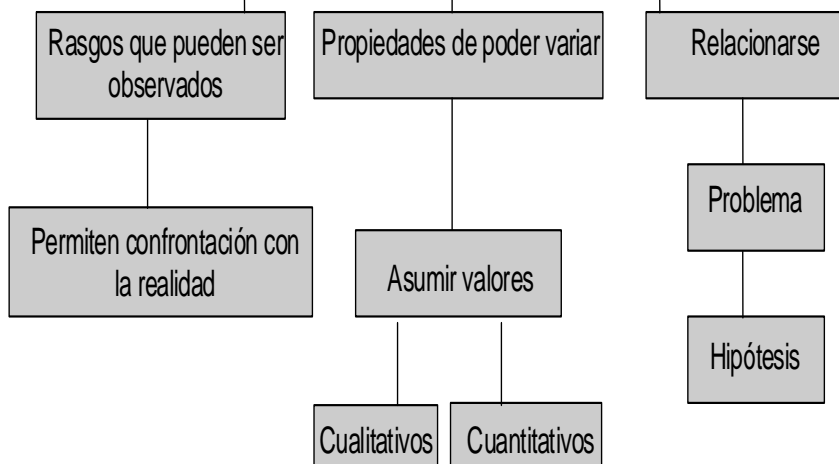 Rasgos que pueden ser
observados
Propiedades de poder variar
Relacionarse
Permiten confrontación con
la realidad
Asumir valores
Cualitativos
Cuantitativos
Problema
Hipótesis